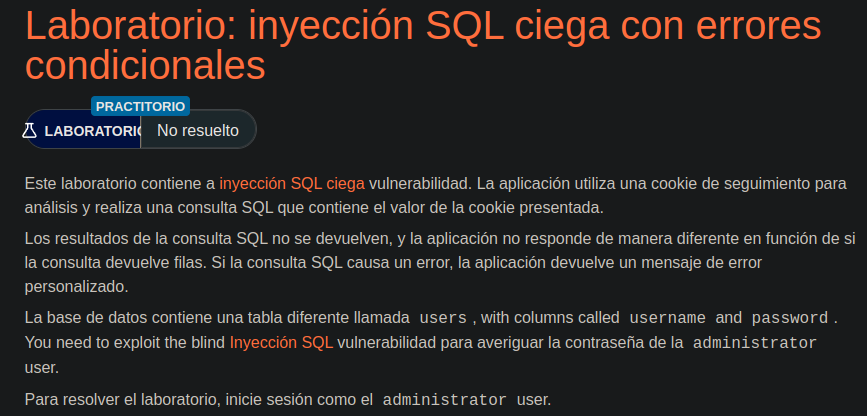 Laboratorio: inyección SQL ciega con errores
condicionales
PRACTITORIO
LABORATORIO No resuelto
Este laboratorio contiene a inyección SQL ciega vulnerabilidad. La aplicación utiliza una cookie de seguimiento para
análisis y realiza una consulta SQL que contiene el valor de la cookie presentada.
Los resultados de la consulta SQL no se devuelven, y la aplicación no responde de manera diferente en función de si
la consulta devuelve filas. Si la consulta SQL causa un error, la aplicación devuelve un mensaje de error
personalizado.
La base de datos contiene una tabla diferente llamada users , with columns called username and password .
You need to exploit the blind Inyección SQL vulnerabilidad para averiguar la contraseña de la administrator
user.
Para resolver el laboratorio, inicie sesión como el administrator user.